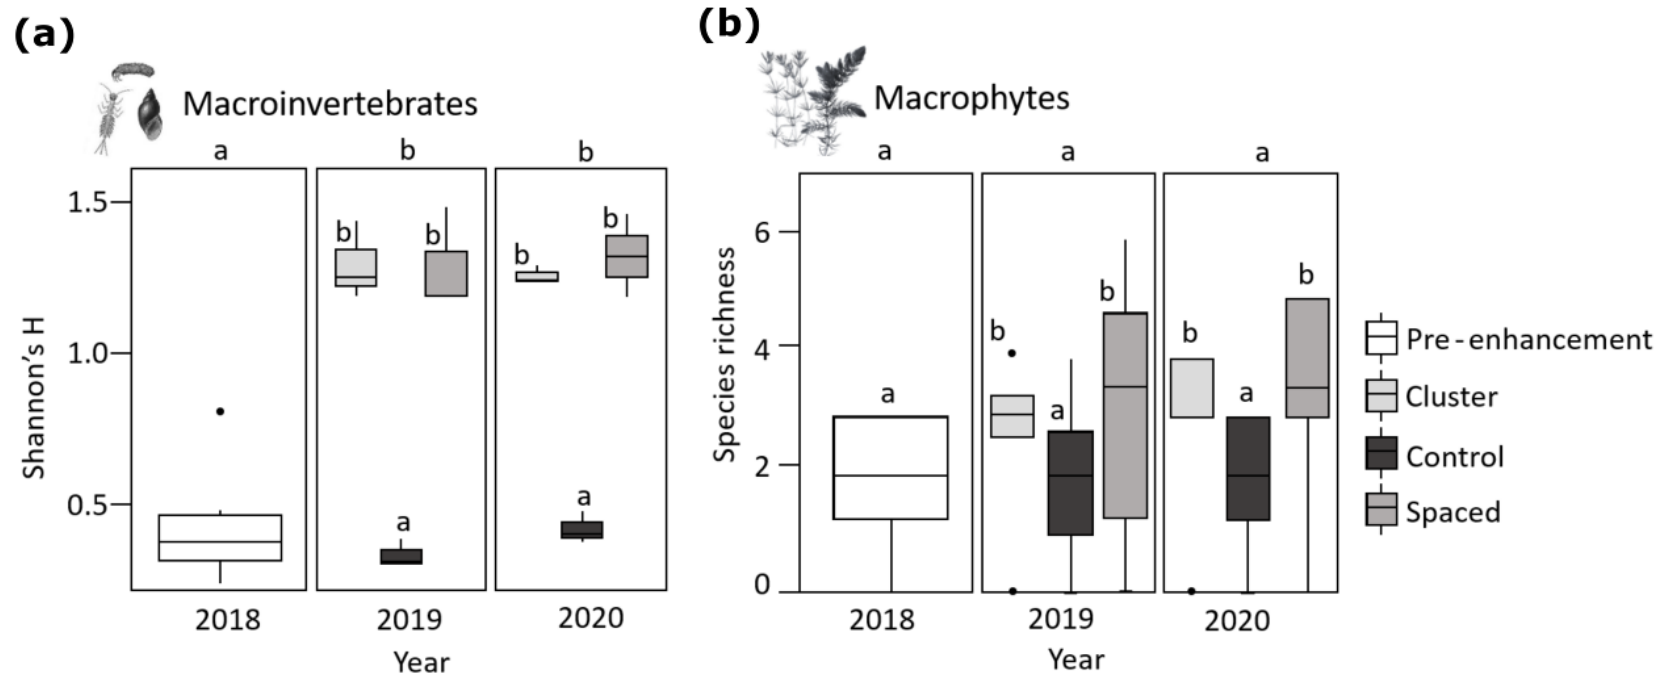 (a)
Macroinvertebrates
a b b
Shannon's H
1.5
1.0
0.5
b b b b
a a
2018 2019 2020
Year
(b)
Macrophytes
a a a
Species richness
6
4
2
0
a b a b b a b
2018 2019 2020
Year
Pre-enhancement
Cluster
Control
Spaced